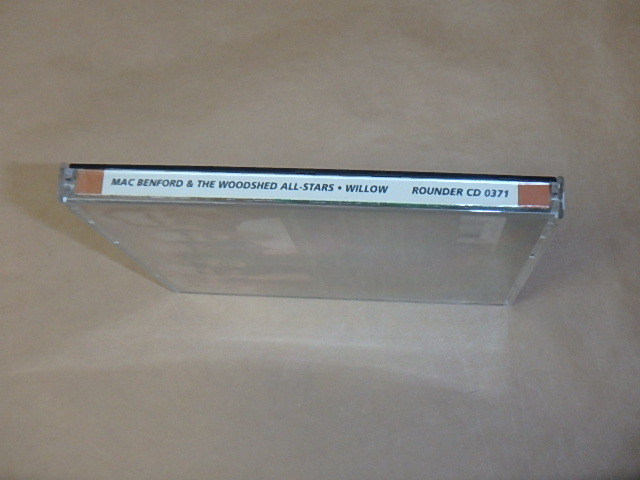 MAC BENFORD & THE WOODSHED ALL-STARS • WILLOW ROUNDER CD 0371